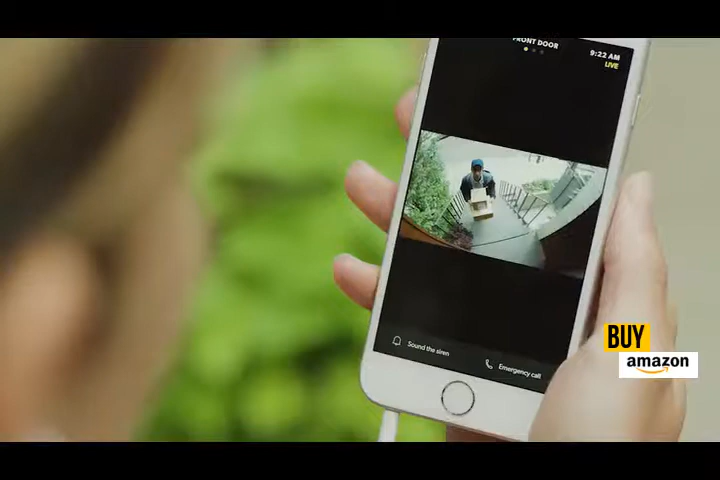 FRONT DOOR
9:22 AM
LIVE
Sound the siren
Emergency call
BUY
amazon